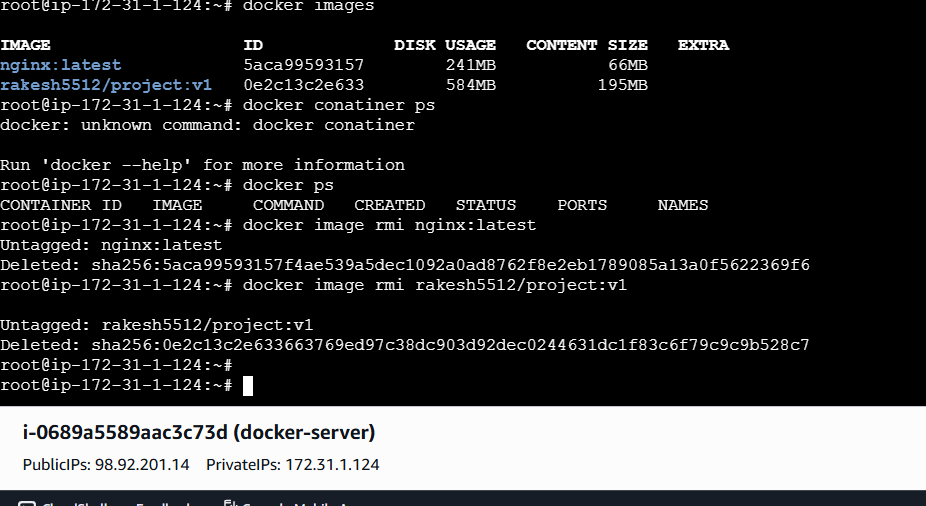 root@ip-172-31-1-124:~# docker images
IMAGE ID DISK USAGE CONTENT SIZE EXTRA
nginx:latest 5aca99593157 241MB 66MB
rakesh5512/project:v1 0e2c13c2e633 584MB 195MB
root@ip-172-31-1-124:~# docker conatiner ps
docker: unknown command: docker conatiner
Run 'docker --help' for more information
root@ip-172-31-1-124:~# docker ps
CONTAINER ID IMAGE COMMAND CREATED STATUS PORTS NAMES
root@ip-172-31-1-124:~# docker image rmi nginx:latest
Untagged: nginx:latest
Deleted: sha256:5aca99593157f4ae539a5dec1092a0ad8762f8e2eb1789085a13a0f5622369f6
root@ip-172-31-1-124:~# docker image rmi rakesh5512/project:v1
Untagged: rakesh5512/project:v1
Deleted: sha256:0e2c13c2e633663769ed97c38dc903d92dec0244631dc1f83c6f79c9c9b528c7
root@ip-172-31-1-124:~#
root@ip-172-31-1-124:~#
i-0689a5589aac3c73d (docker-server)
PublicIPs: 98.92.201.14 PrivateIPs: 172.31.1.124